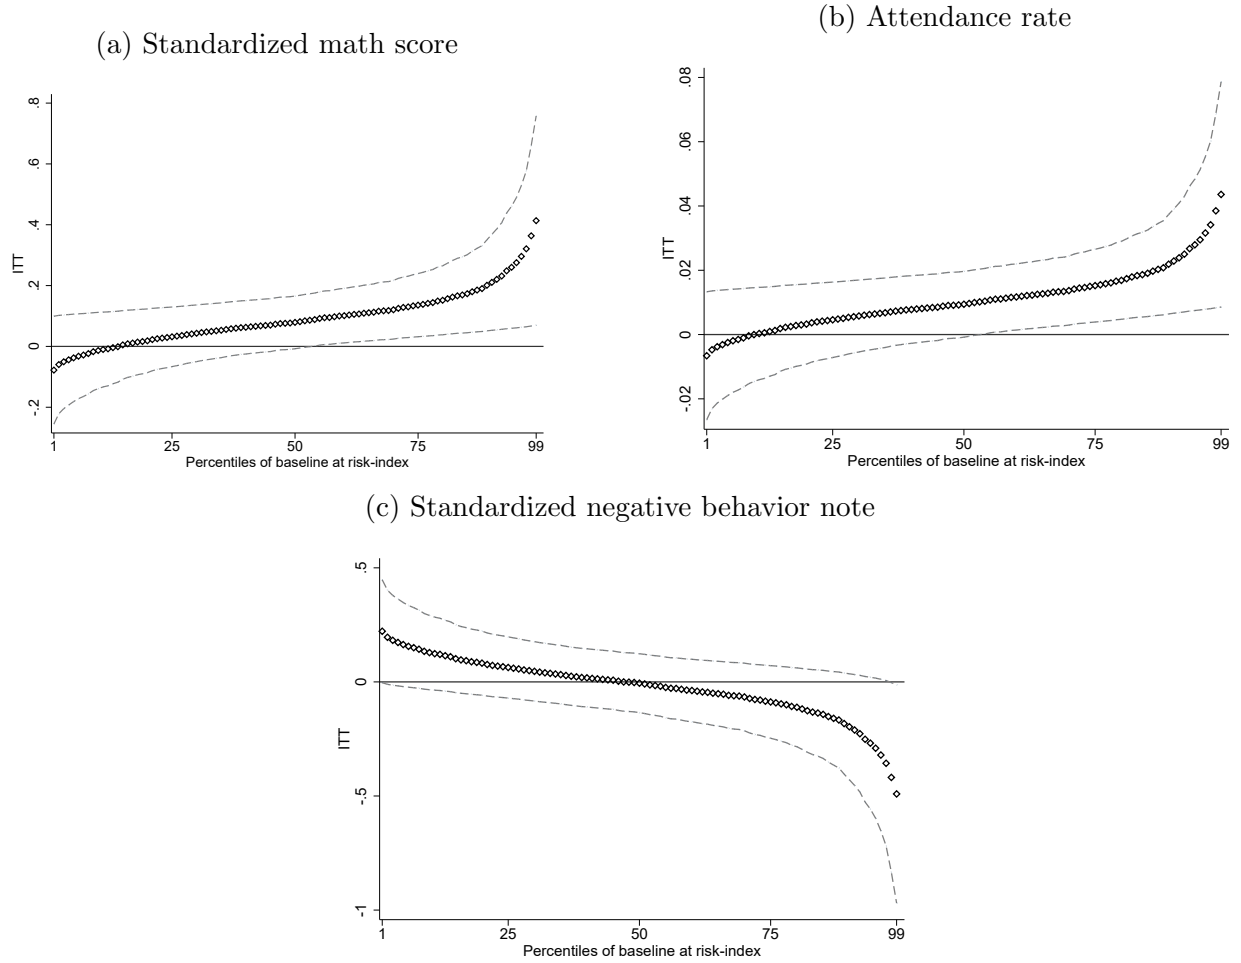 (a) Standardized math score
(b) Attendance rate
.8
.6
.4
.2
0
-.2
ITT
1 25 50 75 99
Percentiles of baseline at risk-index
.08
.06
.04
.02
0
-.02
ITT
1 25 50 75 99
Percentiles of baseline at risk-index
(c) Standardized negative behavior note
.5
0
-.5
-1
ITT
1 25 50 75 99
Percentiles of baseline at risk-index